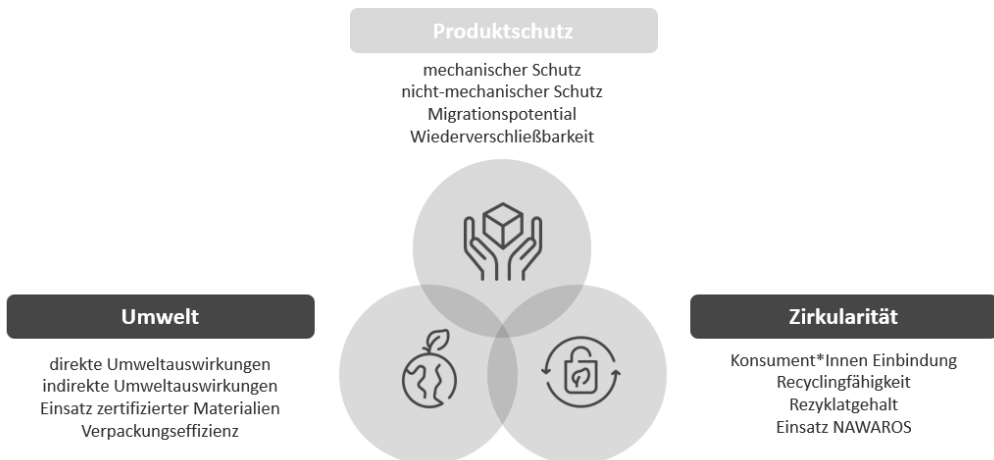 Produktschutz
mechanischer Schutz
nicht-mechanischer Schutz
Migrationspotential
Wiederverschließbarkeit
Umwelt
direkte Umweltauswirkungen
indirekte Umweltauswirkungen
Einsatz zertifizierter Materialien
Verpackungseffizienz
Zirkularität
Konsument*Innen Einbindung
Recyclingfähigkeit
Rezyklatgehalt
Einsatz NAWAROS